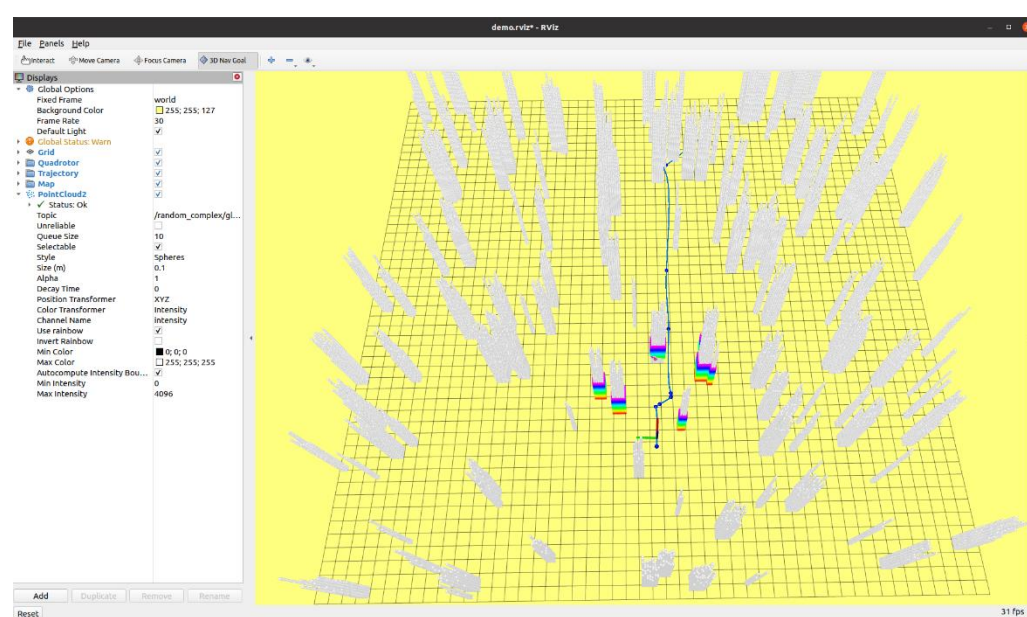 demo.rviz* - RViz
File Panels Help
Interact Move Camera Focus Camera 3D Nav Goal
Displays
Global Options
Fixed Frame world
Background Color 255; 255; 127
Frame Rate 30
Default Light
Global Status: Warn
Grid
Quadrotor
Trajectory
Map
PointCloud2
Status: Ok
Topic /random_complex/gl...
Unreliable
Queue Size 10
Selectable
Style Spheres
Size (m) 0.1
Alpha 1
Decay Time 0
Position Transformer XYZ
Color Transformer Intensity
Channel Name intensity
Use rainbow
Invert Rainbow
Min Color 0; 0; 0
Max Color 255; 255; 255
Autocompute Intensity Bou...
Min Intensity 0
Max Intensity 4096
Add Duplicate Remove Rename
Reset 31 fps